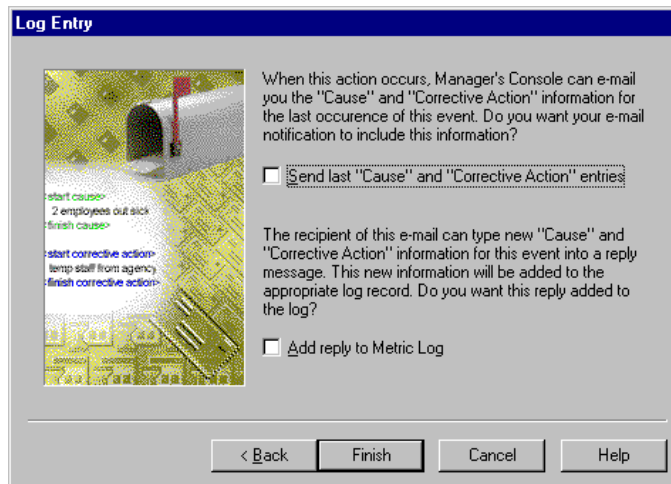 Log Entry
When this action occurs, Manager's Console can e-mail
you the "Cause" and "Corrective Action" information for
the last occurence of this event. Do you want your e-mail
notification to include this information?
Send last "Cause" and "Corrective Action" entries
<start cause>
2 employees out sick
<finish cause>
<start corrective action>
temp staff from agency
<finish corrective action>
The recipient of this e-mail can type new "Cause" and
"Corrective Action" information for this event into a reply
message. This new information will be added to the
appropriate log record. Do you want this reply added to
the log?
Add reply to Metric Log
< Back
Finish
Cancel
Help